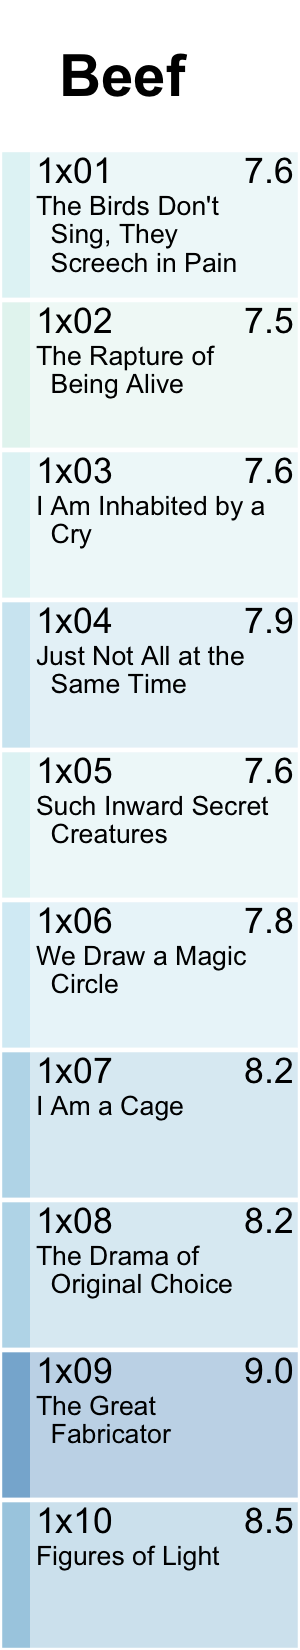 Beef
1x01 7.6
The Birds Don't
Sing, They
Screech in Pain
1x02 7.5
The Rapture of
Being Alive
1x03 7.6
I Am Inhabited by a
Cry
1x04 7.9
Just Not All at the
Same Time
1x05 7.6
Such Inward Secret
Creatures
1x06 7.8
We Draw a Magic
Circle
1x07 8.2
I Am a Cage
1x08 8.2
The Drama of
Original Choice
1x09 9.0
The Great
Fabricator
1x10 8.5
Figures of Light